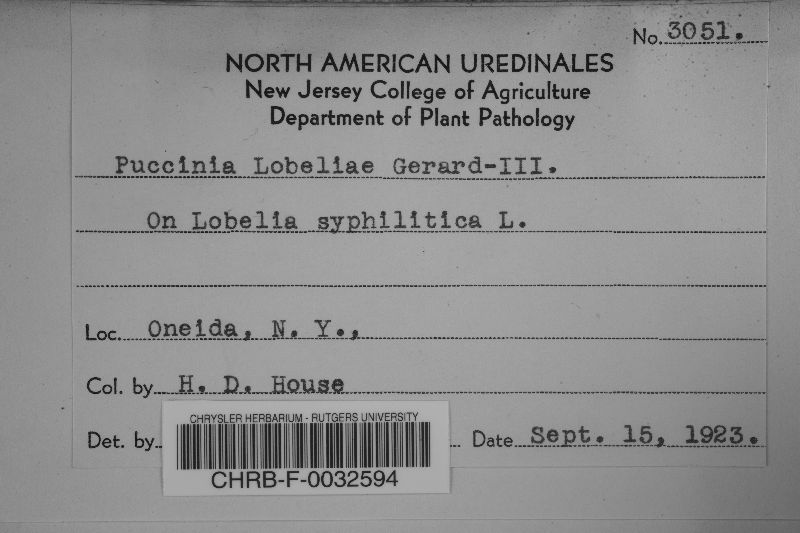 No. 3051.
NORTH AMERICAN UREDINALES
New Jersey College of Agriculture
Department of Plant Pathology
Puccinia Lobeliae Gerard-III.
On Lobelia syphilitica L.
Loc. Oneida, N. Y.,
Col. by H. D. House
Det. by Date Sept. 15, 1923.
CHRYSLER HERBARIUM - RUTGERS UNIVERSITY
CHRB-F-0032594